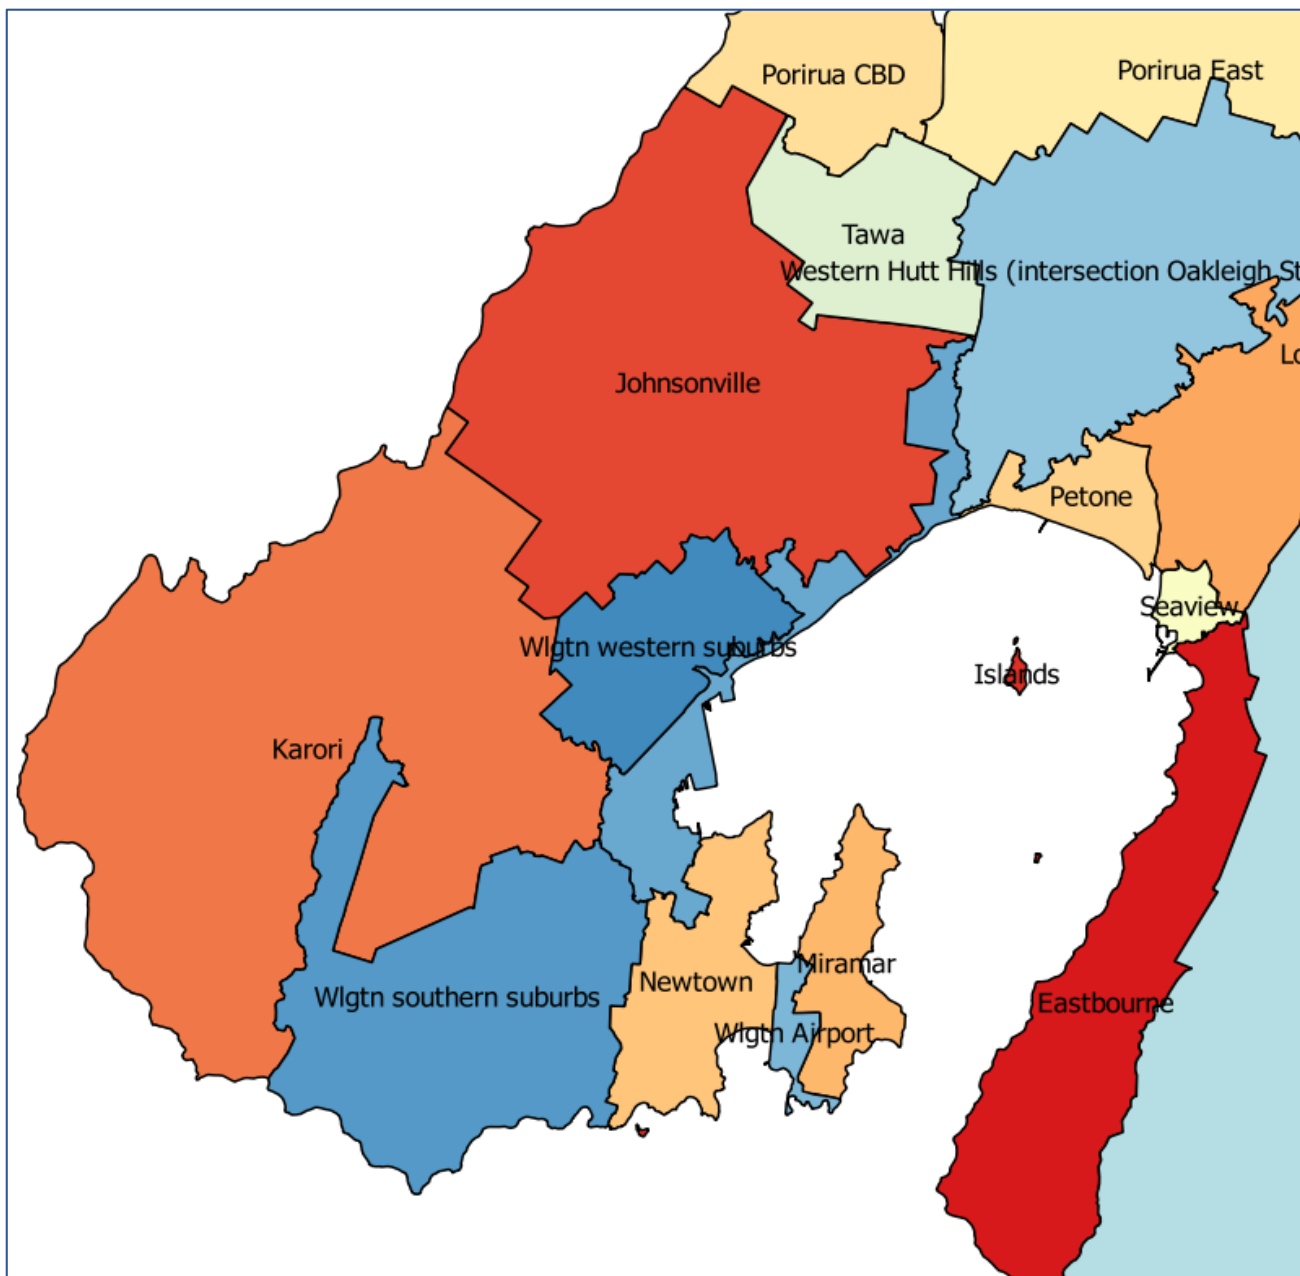 Porirua CBD
Porirua East
Tawa
Western Hutt Hills (intersection Oakleigh St
Lo
Johnsonville
Petone
Seaview
Wlgtn western suburbs
Islands
Karori
Miramar
Newtown
Wlgtn southern suburbs
Eastbourne
Wlgtn Airport